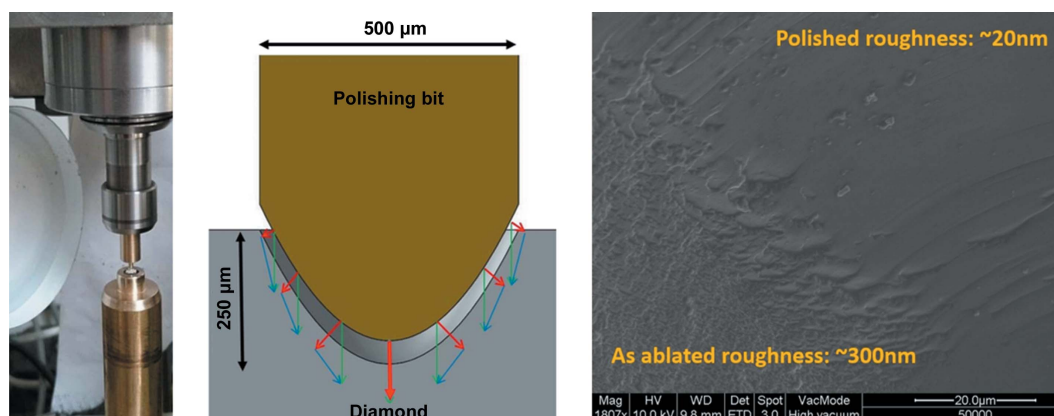 500 µm
Polishing bit
250 µm
Diamond
Polished roughness: ~20nm
As ablated roughness: ~300nm
Mag HV WD Det Spot VacMode 20.0µm
1807x 10.0 kV 9.8 mm ETD 3.0 High vacuum 50000